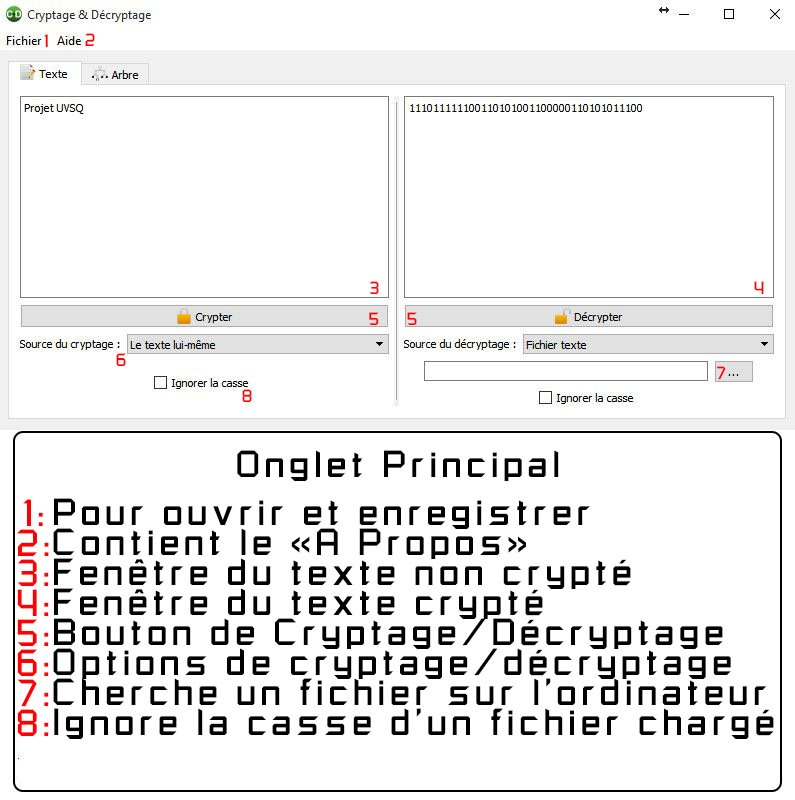 CD Cryptage & Décryptage
Fichier 1 Aide 2
Texte Arbre
Projet UVSQ
1110111111001101010011000001101010111​00
3
4
Crypter 5
5 Décrypter
Source du cryptage : Le texte lui-même
Source du décryptage : Fichier texte
6
7 ...
Ignorer la casse
8
Ignorer la casse
Onglet Principal
1: Pour ouvrir et enregistrer
2: Contient le «A Propos»
3: Fenêtre du texte non crypté
4: Fenêtre du texte crypté
5: Bouton de Cryptage/Décryptage
6: Options de cryptage/décryptage
7: Cherche un fichier sur l'ordinateur
8: Ignore la casse d'un fichier chargé